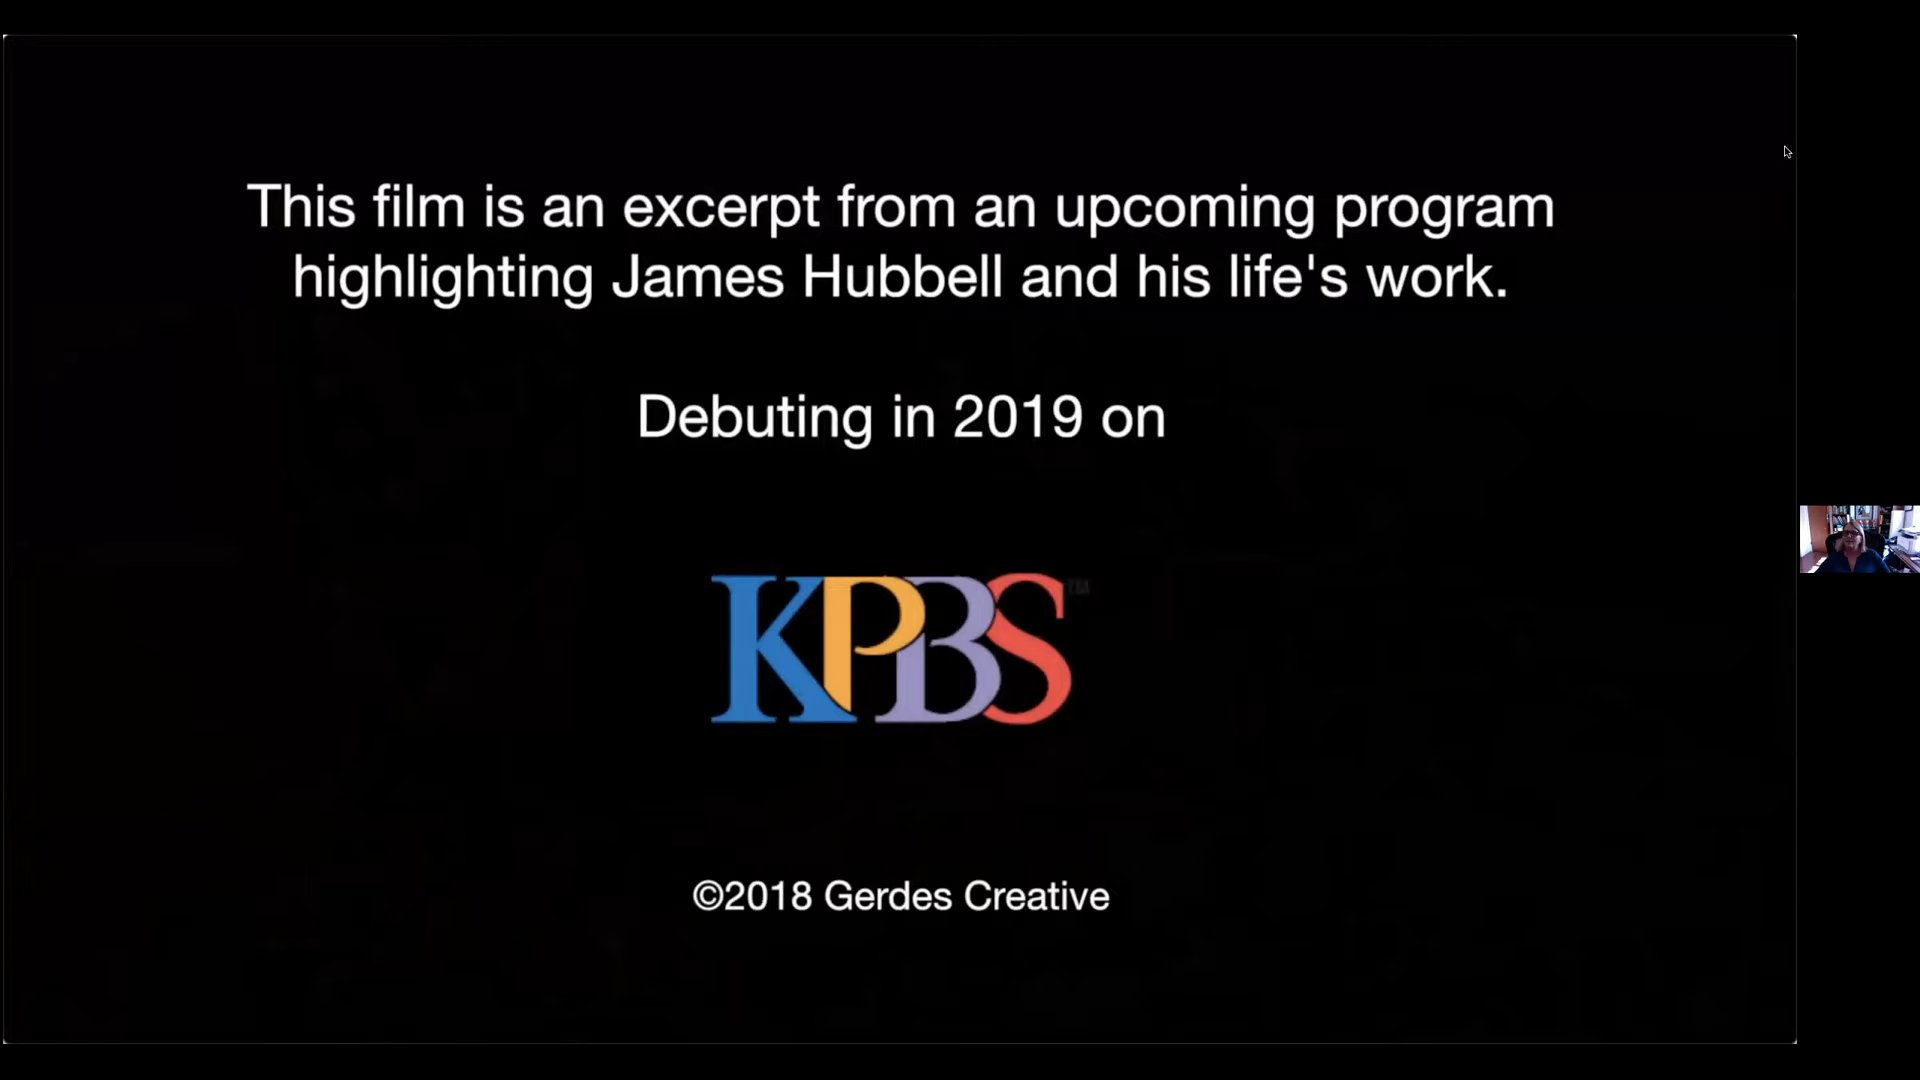 This film is an excerpt from an upcoming program
highlighting James Hubbell and his life's work.
Debuting in 2019 on
KPBS™
©2018 Gerdes Creative